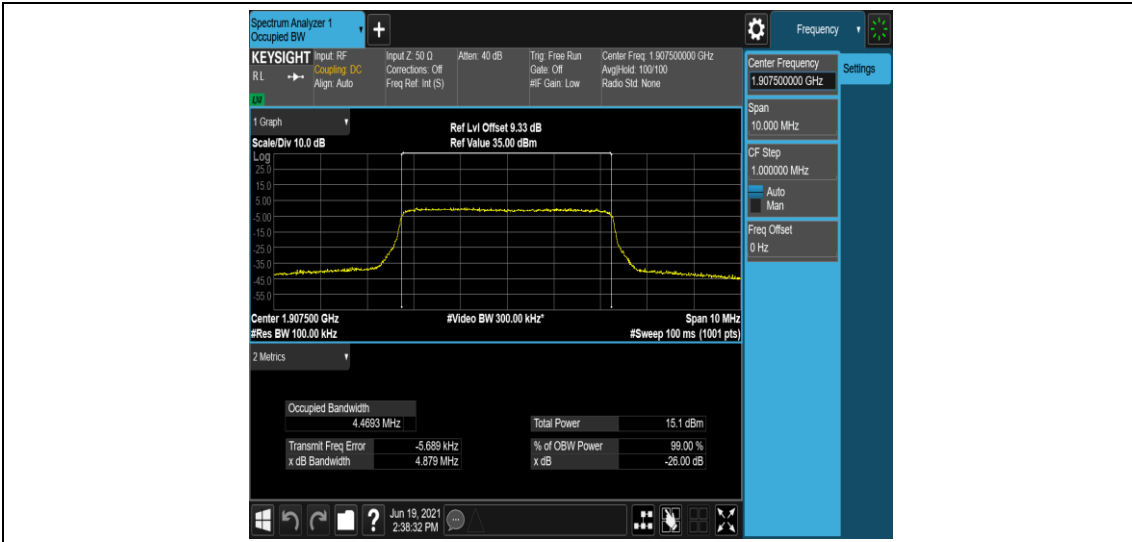 Spectrum Analyzer 1
Occupied BW
+
Frequency
KEYSIGHT
RL
LXI
Input: RF
Coupling: DC
Align: Auto
Input Z: 50 Ω
Corrections: Off
Freq Ref: Int (S)
Atten: 40 dB
Trig: Free Run
Gate: Off
#IF Gain: Low
Center Freq: 1.907500000 GHz
Avg|Hold: 100/100
Radio Std: None
Center Frequency
1.907500000 GHz
Settings
Span
10.000 MHz
CF Step
1.000000 MHz
Auto
Man
Freq Offset
0 Hz
1 Graph
Scale/Div 10.0 dB
Ref Lvl Offset 9.33 dB
Ref Value 35.00 dBm
Log
25.0
15.0
5.00
-5.00
-15.0
-25.0
-35.0
-45.0
-55.0
Center 1.907500 GHz
#Video BW 300.00 kHz*
Span 10 MHz
#Res BW 100.00 kHz
#Sweep 100 ms (1001 pts)
2 Metrics
Occupied Bandwidth
4.4693 MHz
Total Power 15.1 dBm
Transmit Freq Error -5.689 kHz
% of OBW Power 99.00 %
x dB Bandwidth 4.879 MHz
x dB -26.00 dB
?
Jun 19, 2021
2:38:32 PM